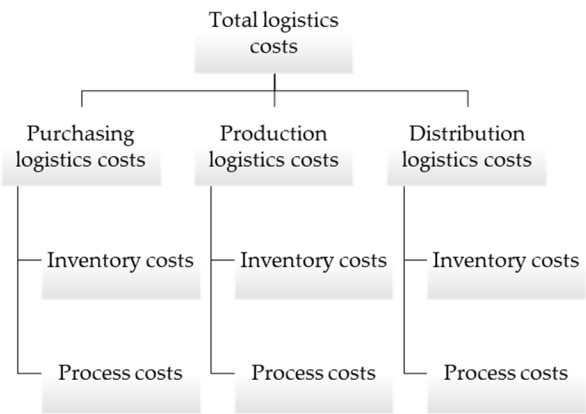 Total logistics
costs
Purchasing
logistics costs
Production
logistics costs
Distribution
logistics costs
Inventory costs
Inventory costs
Inventory costs
Process costs
Process costs
Process costs